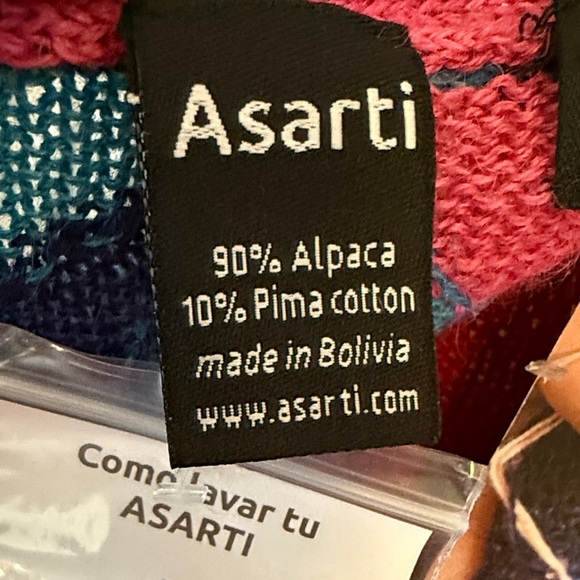 Asarti
90% Alpaca
10% Pima cotton
made in Bolivia
www.asarti.com
Como lavar tu
ASARTI